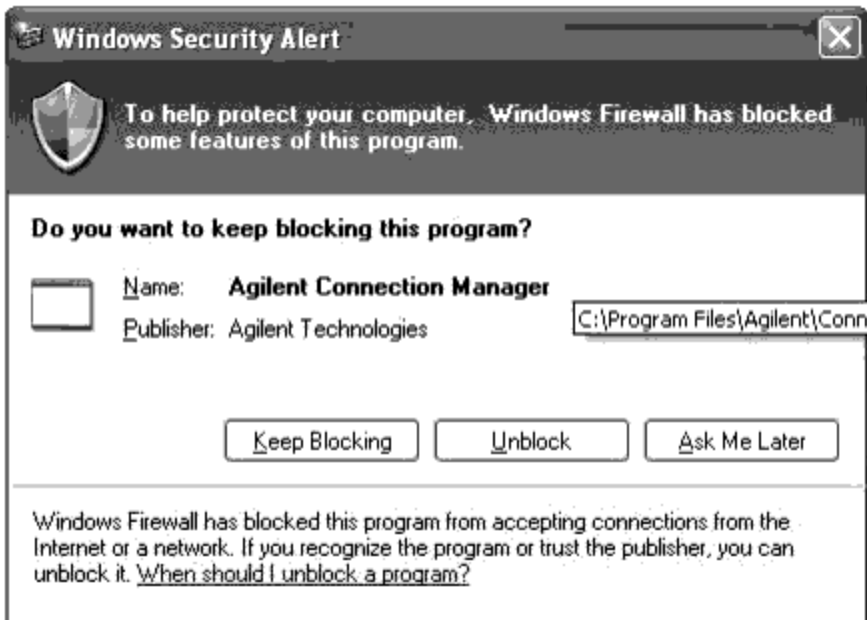 Windows Security Alert
To help protect your computer, Windows Firewall has blocked
some features of this program.
Do you want to keep blocking this program?
Name: Agilent Connection Manager
Publisher: Agilent Technologies
C:\Program Files\Agilent\Conn
Keep Blocking Unblock Ask Me Later
Windows Firewall has blocked this program from accepting connections from the
Internet or a network. If you recognize the program or trust the publisher, you can
unblock it. When should I unblock a program?